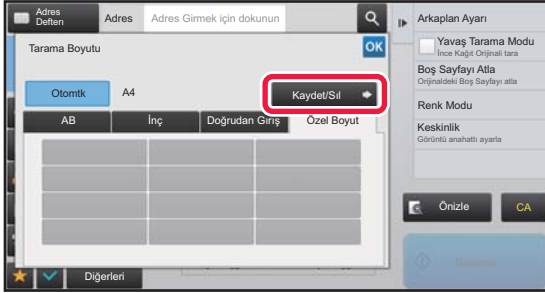 Adres Defteri
Adres
Adres Girmek için dokunun
Tarama Boyutu
OK
Otomtk
A4
Kaydet/Sil
AB
İnç
Doğrudan Giriş
Özel Boyut
Diğerleri
Arkaplan Ayarı
Yavaş Tarama Modu
İnce Kağıt Orijinali tara
Boş Sayfayı Atla
Orijinaldeki Boş Sayfayı atla
Renk Modu
Keskinlik
Görüntü anahattı ayarla
Önizle
CA